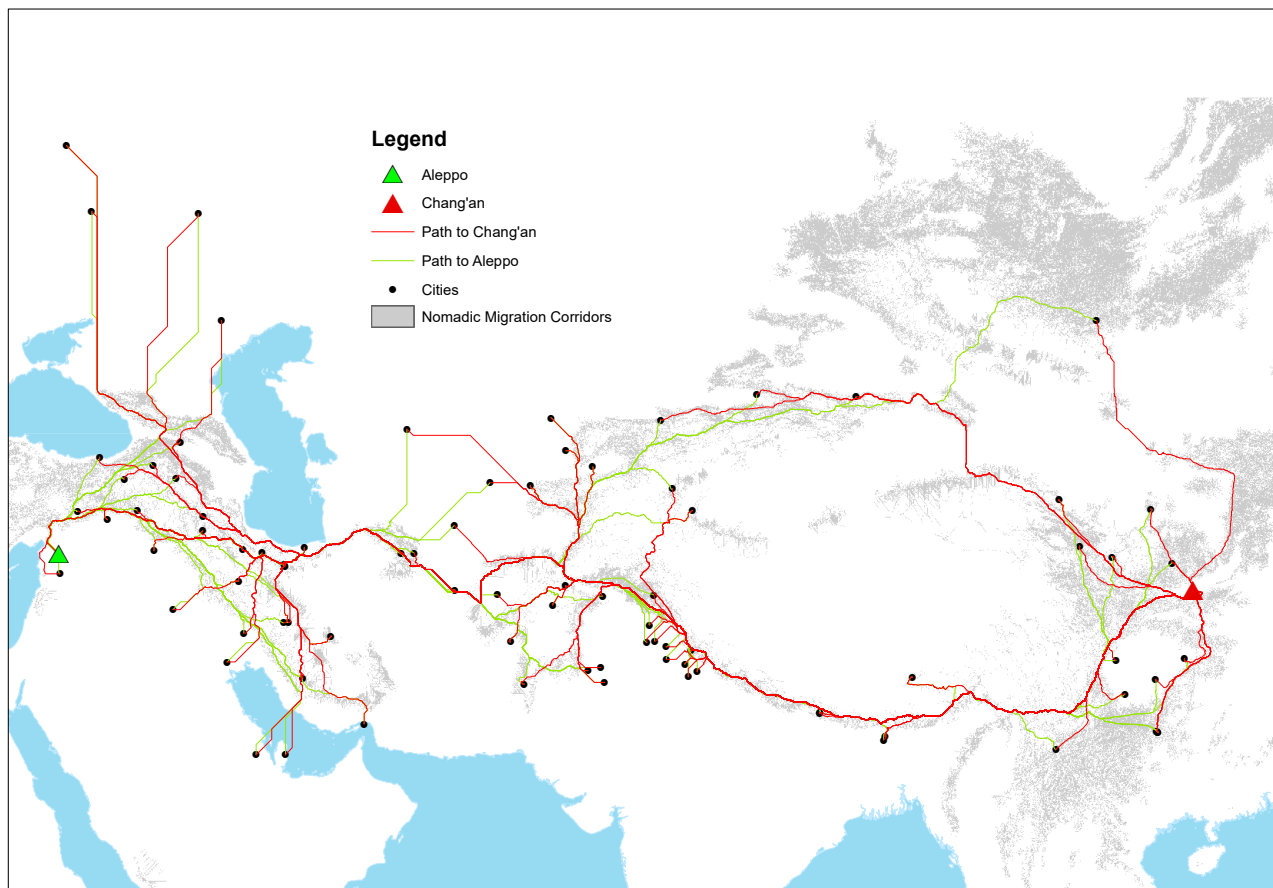 Legend
Aleppo
Chang'an
Path to Chang'an
Path to Aleppo
Cities
Nomadic Migration Corridors